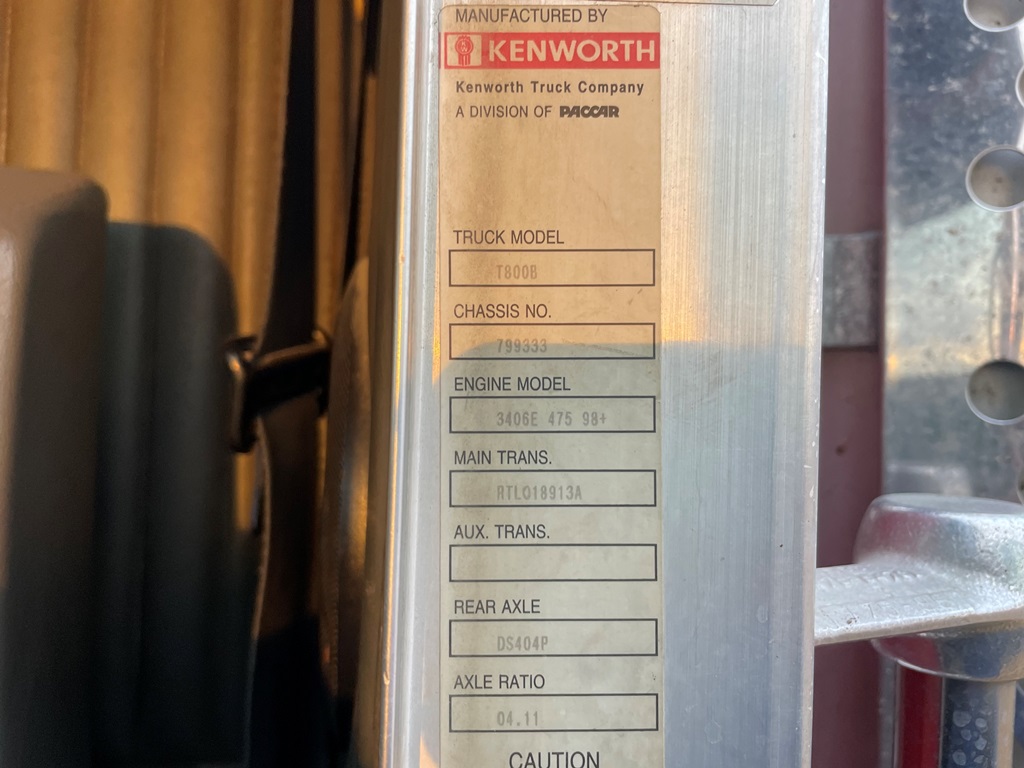 MANUFACTURED BY
KENWORTH
Kenworth Truck Company
A DIVISION OF PACCAR
TRUCK MODEL
T800B
CHASSIS NO.
799333
ENGINE MODEL
3406E 475 98+
MAIN TRANS.
RTLO18913A
AUX. TRANS.
REAR AXLE
DS404P
AXLE RATIO
04.11
CAUTION